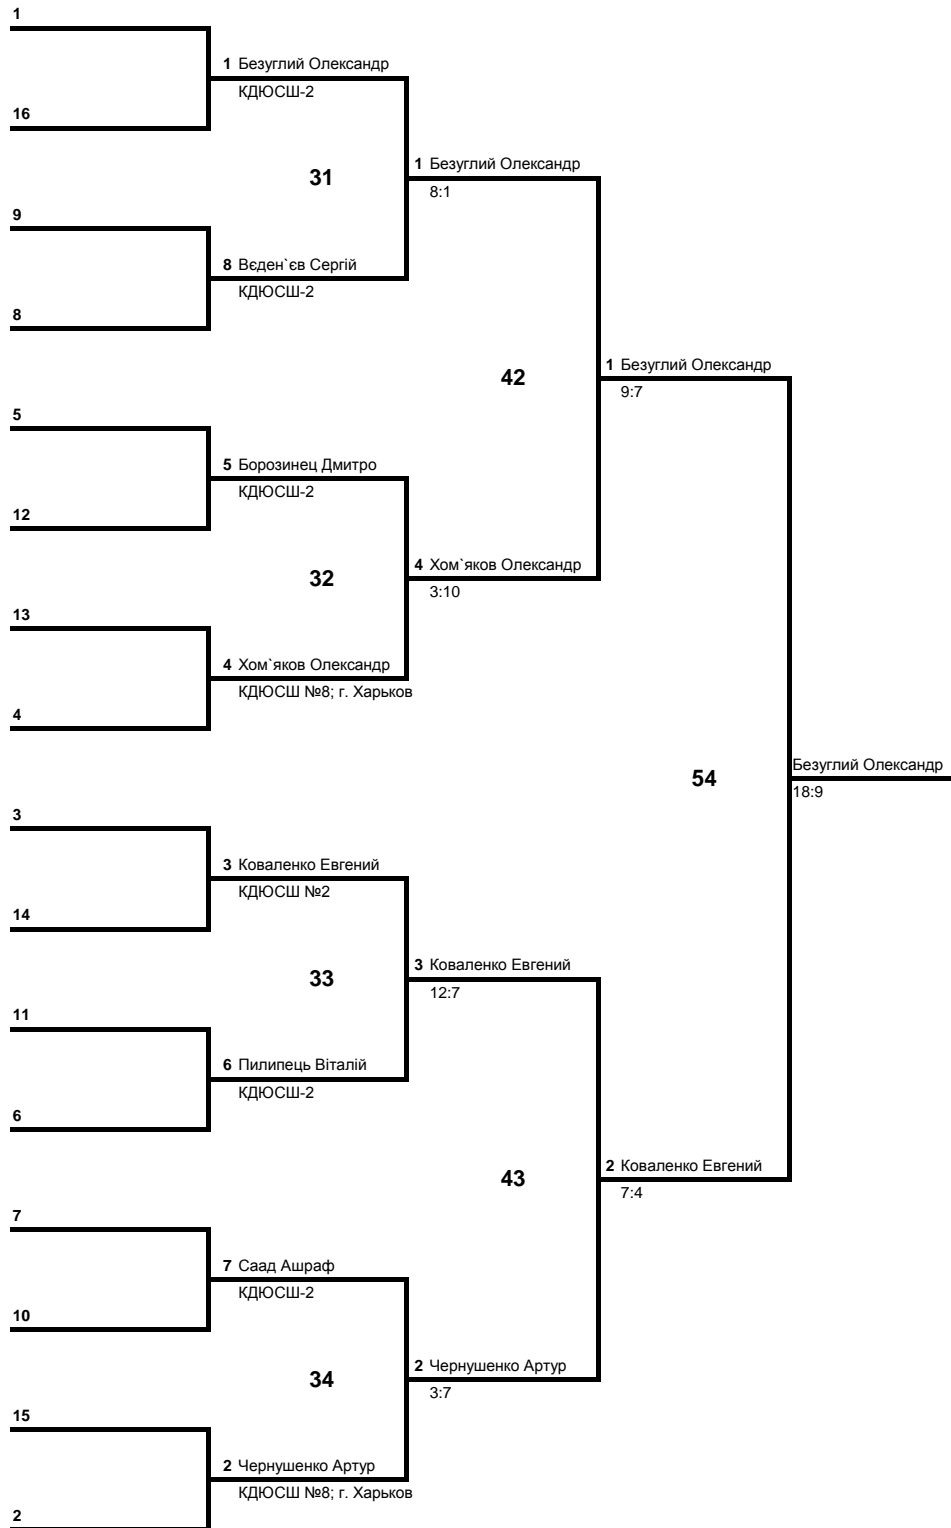 1
1 Безуглий Олександр
КДЮСШ-2
16
1 Безуглий Олександр
31
8:1
9
8 Вєден`єв Сергій
КДЮСШ-2
8
1 Безуглий Олександр
42
9:7
5
5 Борозинец Дмитро
КДЮСШ-2
12
4 Хом`яков Олександр
32
3:10
13
4 Хом`яков Олександр
КДЮСШ №8; г. Харьков
4
Безуглий Олександр
54
18:9
3
3 Коваленко Евгений
КДЮСШ №2
14
3 Коваленко Евгений
33
12:7
11
6 Пилипець Віталій
КДЮСШ-2
6
2 Коваленко Евгений
43
7:4
7
7 Саад Ашраф
КДЮСШ-2
10
2 Чернушенко Артур
34
3:7
15
2 Чернушенко Артур
КДЮСШ №8; г. Харьков
2